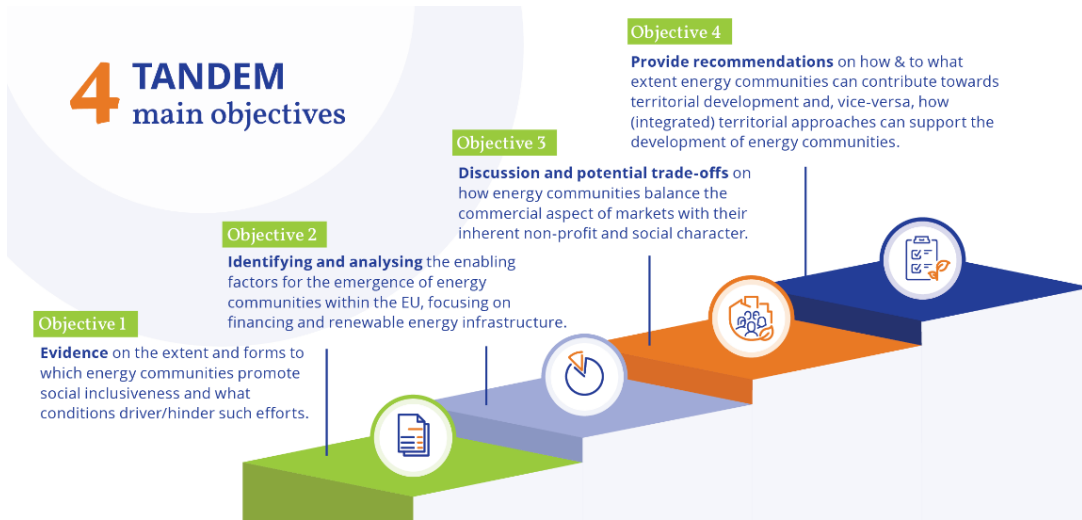 4 TANDEM
main objectives
Objective 1
Evidence on the extent and forms to
which energy communities promote
social inclusiveness and what
conditions driver/hinder such efforts.
Objective 2
Identifying and analysing the enabling
factors for the emergence of energy
communities within the EU, focusing on
financing and renewable energy infrastructure.
Objective 3
Discussion and potential trade-offs on
how energy communities balance the
commercial aspect of markets with their
inherent non-profit and social character.
Objective 4
Provide recommendations on how & to what
extent energy communities can contribute towards
territorial development and, vice-versa, how
(integrated) territorial approaches can support the
development of energy communities.